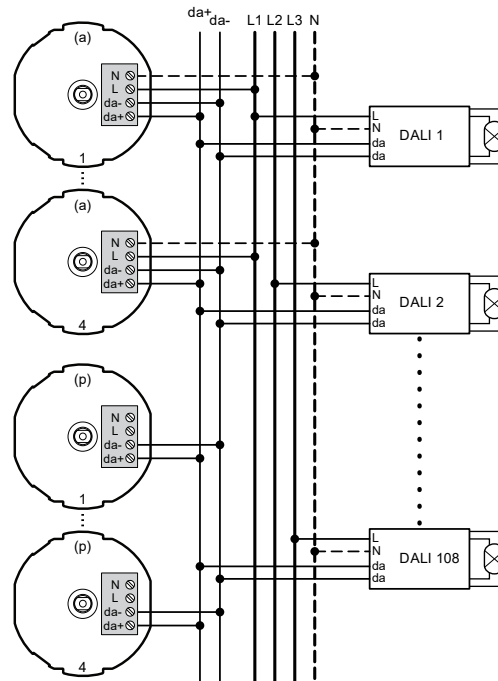 da+ da- L1 L2 L3 N
(a)
N
L
da-
da+
1
L
N
da
da
DALI 1
(a)
N
L
da-
da+
4
L
N
da
da
DALI 2
(p)
N
L
da-
da+
1
(p)
N
L
da-
da+
4
L
N
da
da
DALI 108